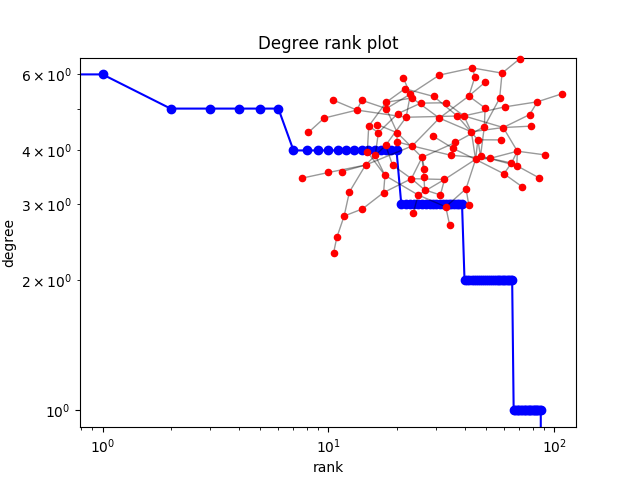 Degree rank plot
6 × 10⁰
4 × 10⁰
3 × 10⁰
2 × 10⁰
10⁰
degree
10⁰
10¹
10²
rank